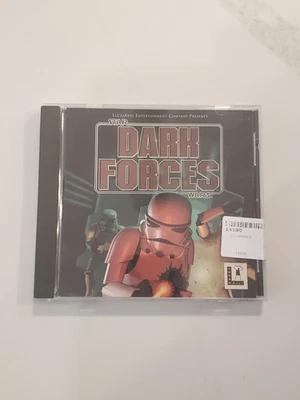 LucasArts Entertainment Company Presents
STAR
DARK
FORCES
WARS